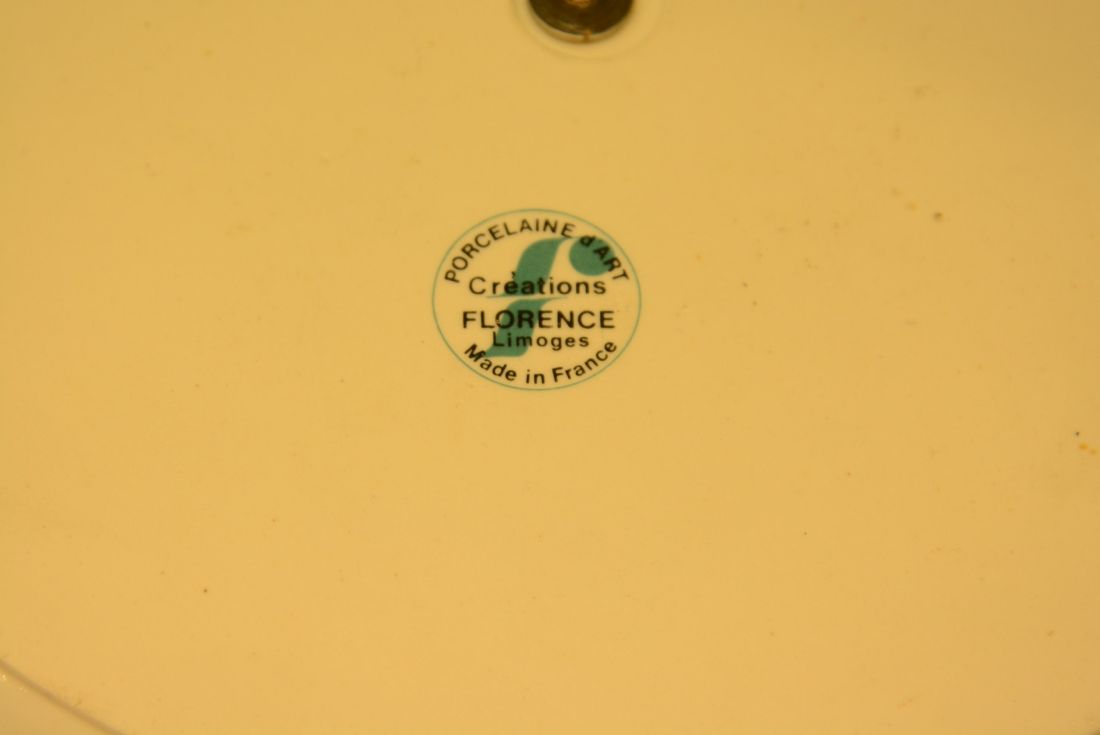 PORCELAINE d'ART
Créations
FLORENCE
Limoges
Made in France